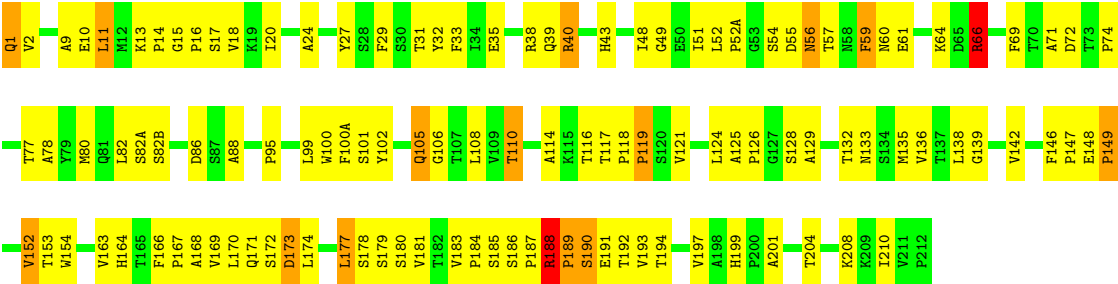 Q1 V2 A9 E10 L11 M12 K13 P14 G15 P16 S17 V18 K19 I20 A24 Y27 S28 F29 S30 T31 Y32 F33 I34 E35 R38 Q39 R40 H43 I48 G49 E50 I51 L52 P52A G53 S54 D55 N56 T57 N58 F59 N60 E61 K64 D65 R66 F69 T70 A71 D72 T73 P74
T77 A78 Y79 M80 Q81 L82 S82A S82B D86 S87 A88 P95 L99 W100 F100A S101 Y102 Q105 G106 T107 L108 V109 T110 A114 K115 T116 T117 P118 P119 S120 V121 L124 A125 P126 G127 S128 A129 T132 N133 S134 M135 V136 T137 L138 G139 V142 F146 P147 E148 P149
V152 T153 W154 V163 H164 T165 F166 P167 A168 V169 L170 Q171 S172 D173 L174 L177 S178 S179 S180 V181 T182 V183 P184 S185 S186 P187 R188 P189 S190 E191 T192 V193 T194 V197 A198 H199 P200 A201 T204 K208 K209 I210 V211 P212